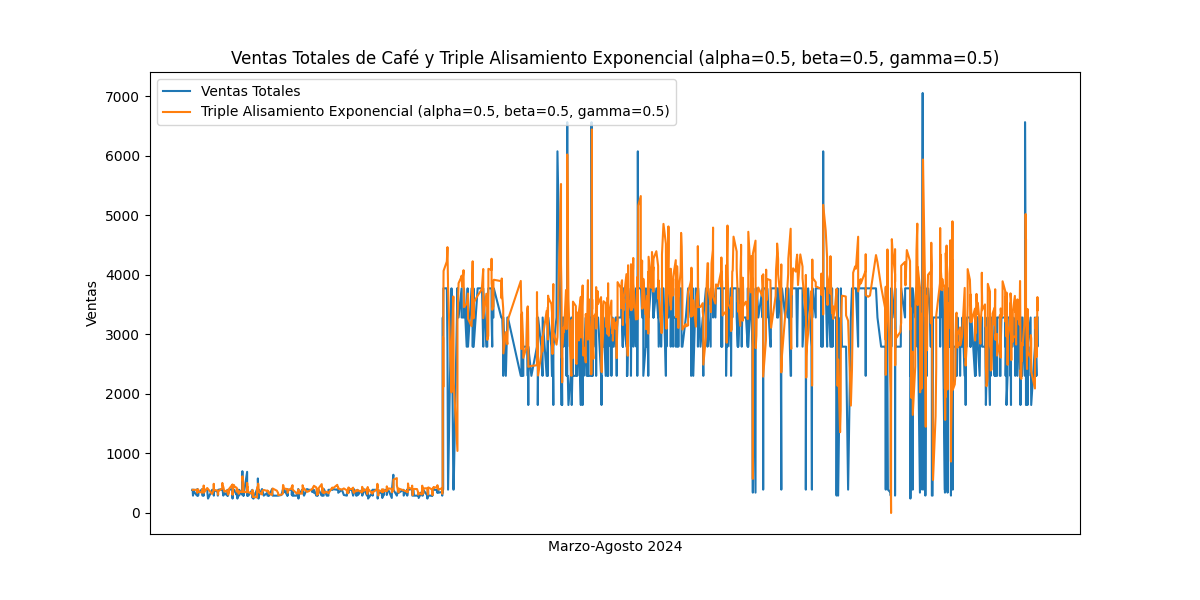 Ventas Totales de Café y Triple Alisamiento Exponencial (alpha=0.5, beta=0.5, gamma=0.5)
Ventas Totales
Triple Alisamiento Exponencial (alpha=0.5, beta=0.5, gamma=0.5)
7000
6000
5000
4000
3000
2000
1000
0
Ventas
Marzo-Agosto 2024